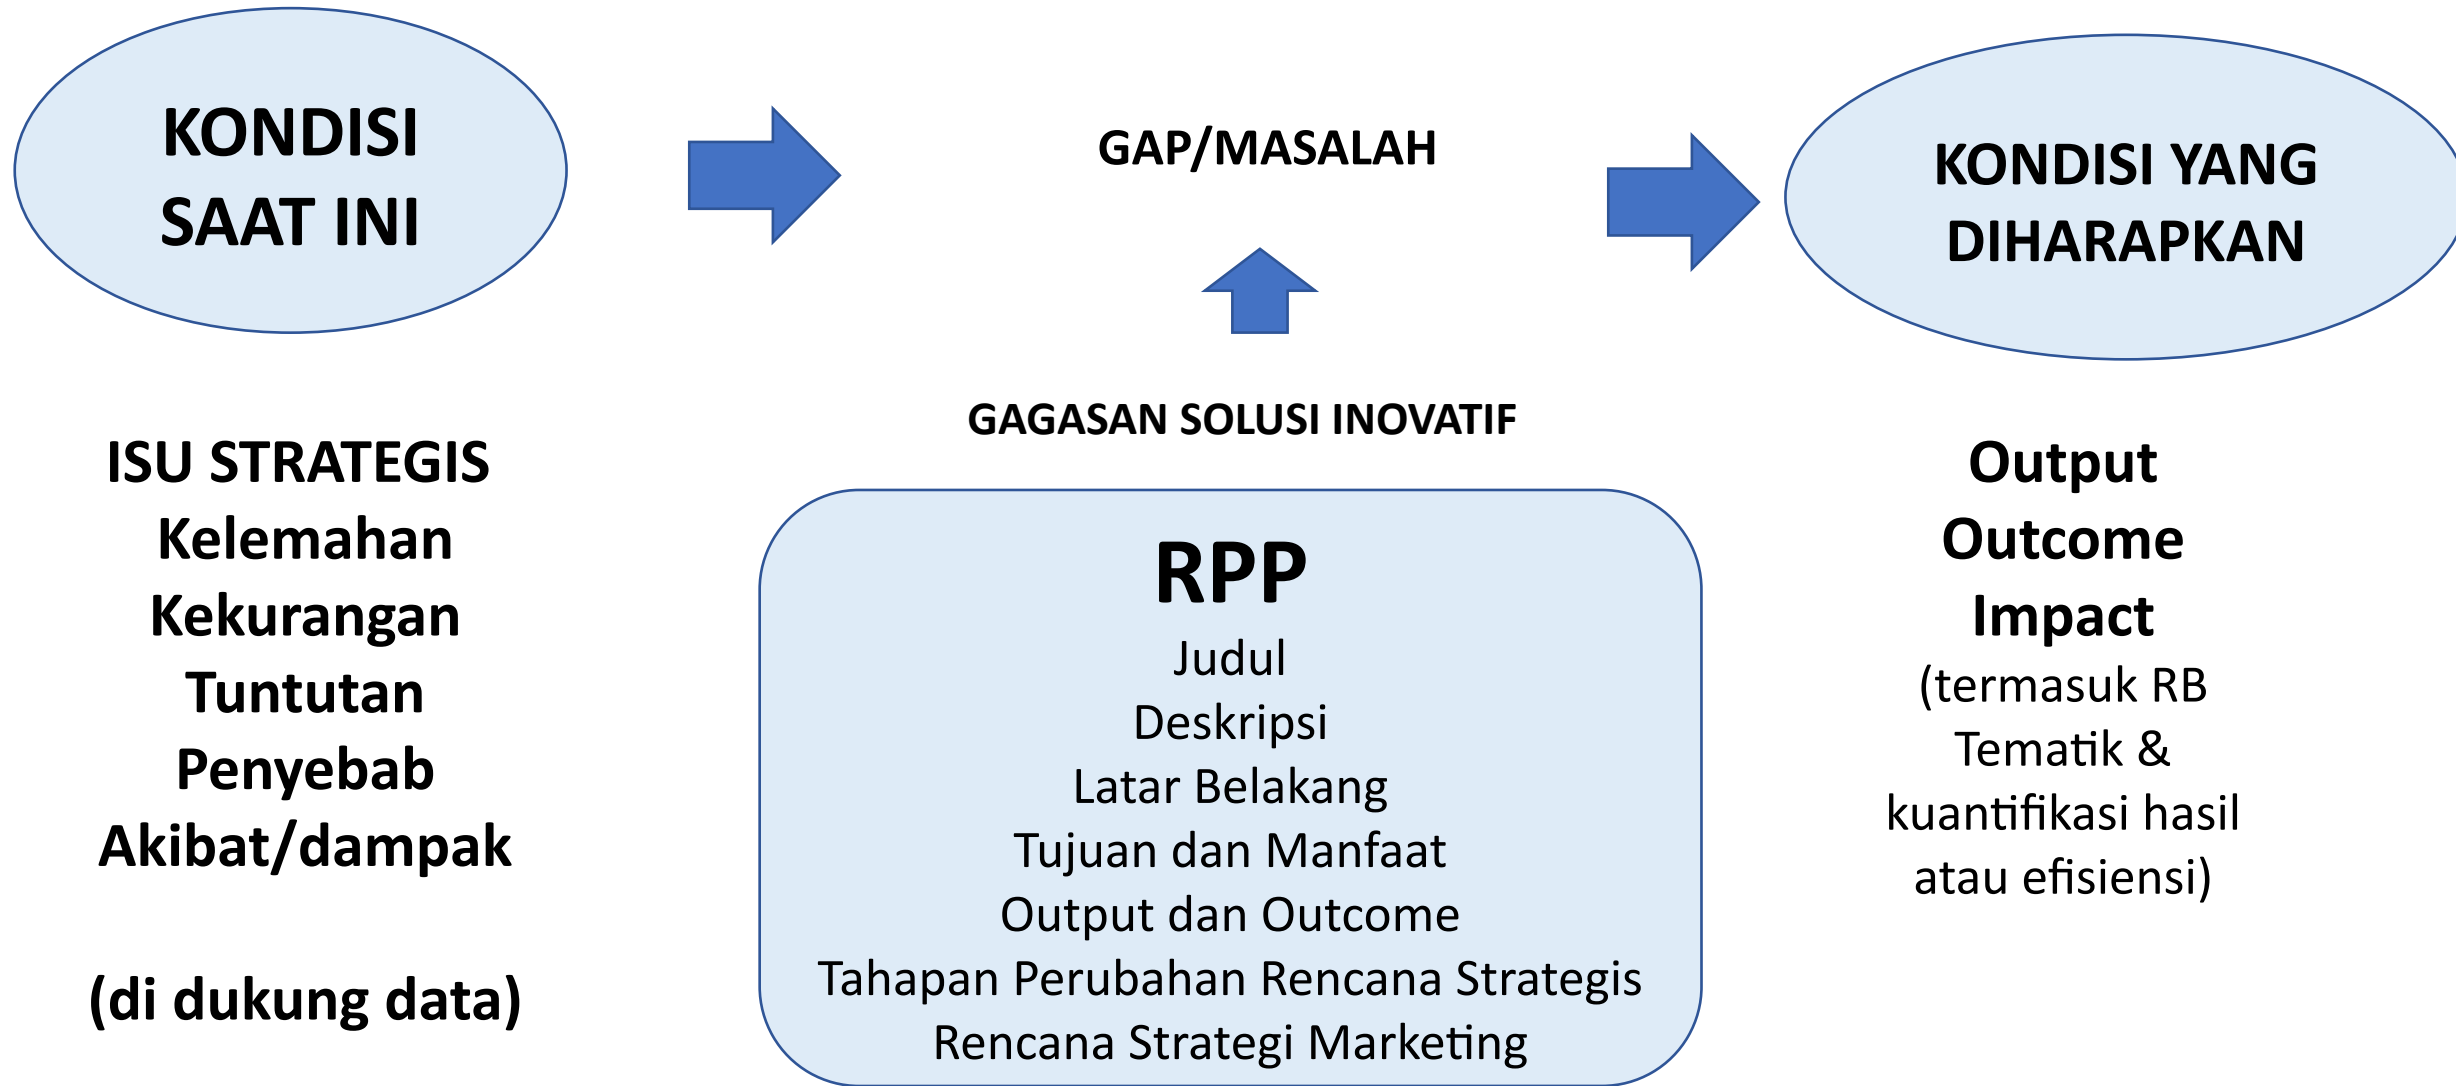 KONDISI
SAAT INI
GAP/MASALAH
KONDISI YANG
DIHARAPKAN
GAGASAN SOLUSI INOVATIF
ISU STRATEGIS
Kelemahan
Kekurangan
Tuntutan
Penyebab
Akibat/dampak
(di dukung data)
RPP
Judul
Deskripsi
Latar Belakang
Tujuan dan Manfaat
Output dan Outcome
Tahapan Perubahan Rencana Strategis
Rencana Strategi Marketing
Output
Outcome
Impact
(termasuk RB
Tematik &
kuantifikasi hasil
atau efisiensi)